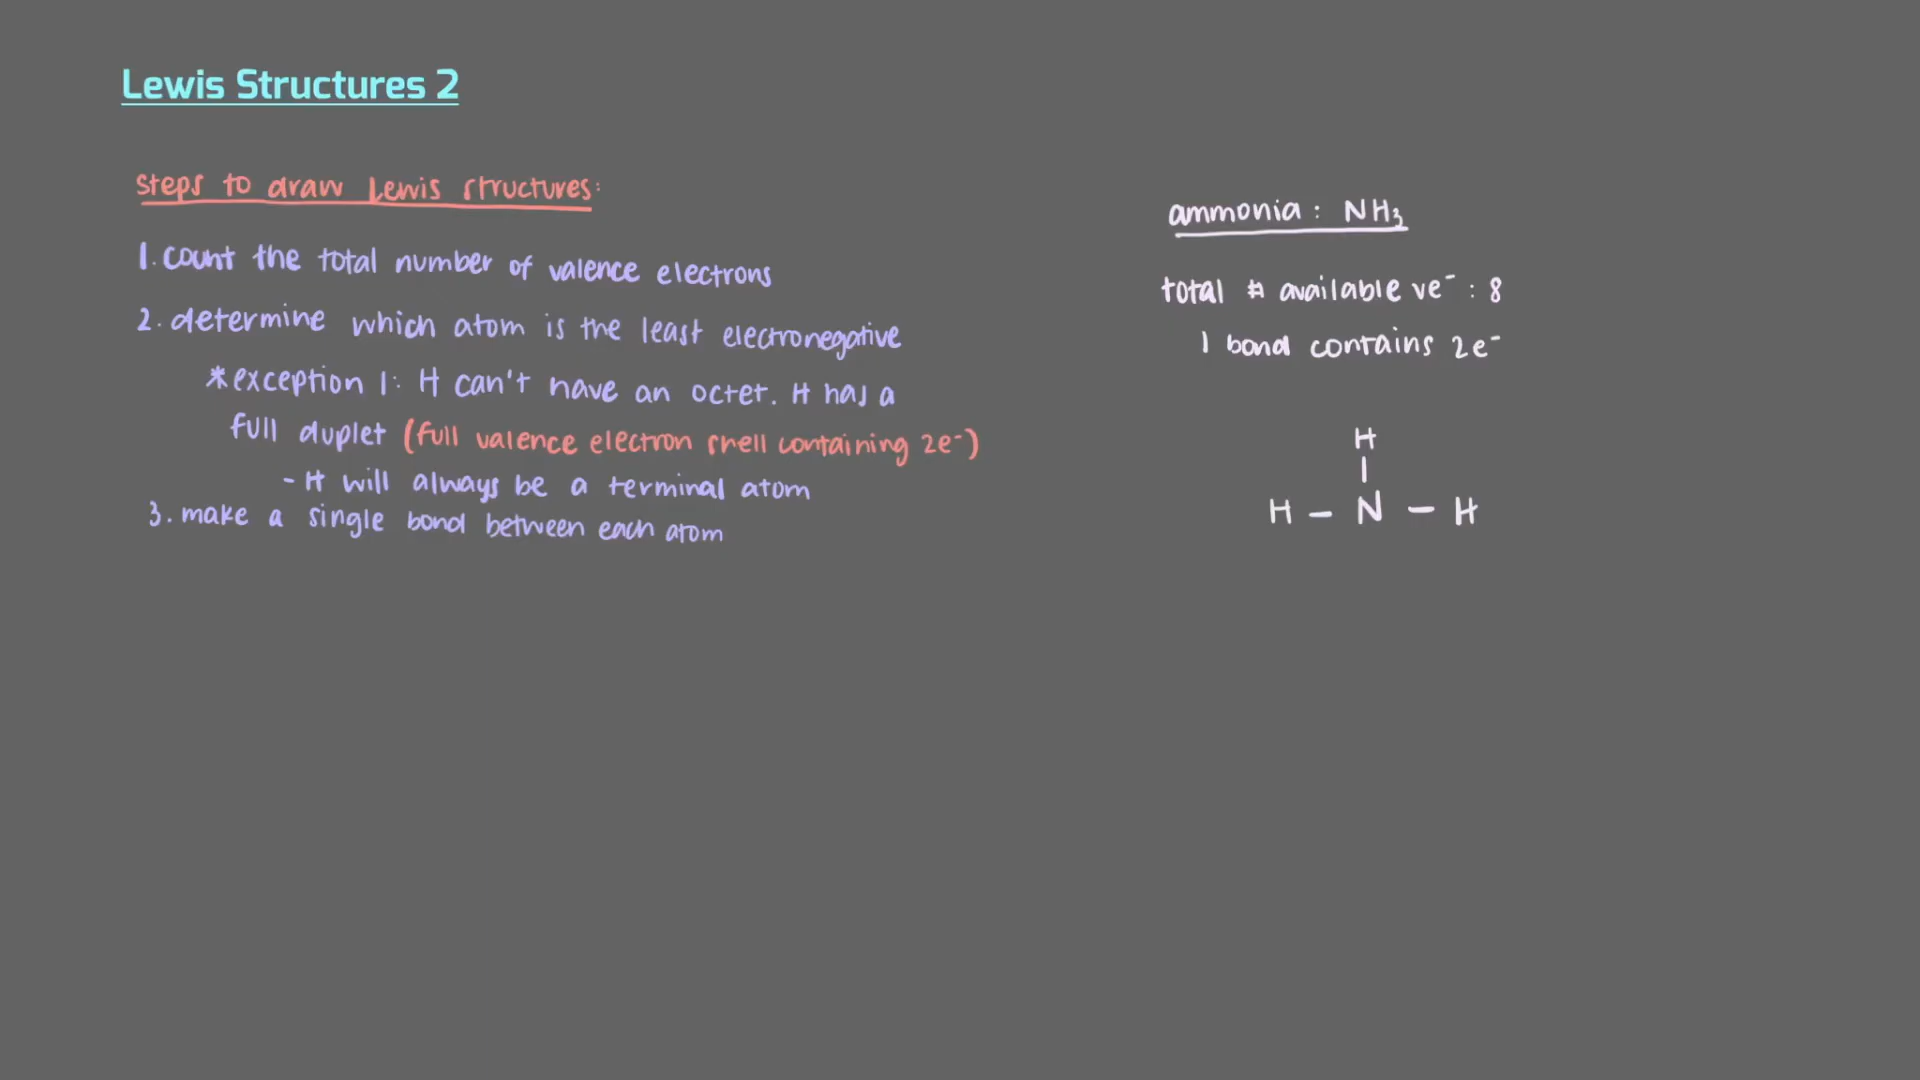 Lewis Structures 2
steps to draw Lewis structures:
1. count the total number of valence electrons
2. determine which atom is the least electronegative
*exception 1: H can't have an octet. H has a
full duplet (full valence electron shell containing 2e⁻)
- H will always be a terminal atom
3. make a single bond between each atom
ammonia: NH₃
total # available ve⁻: 8
1 bond contains 2e⁻
H
|
H – N – H